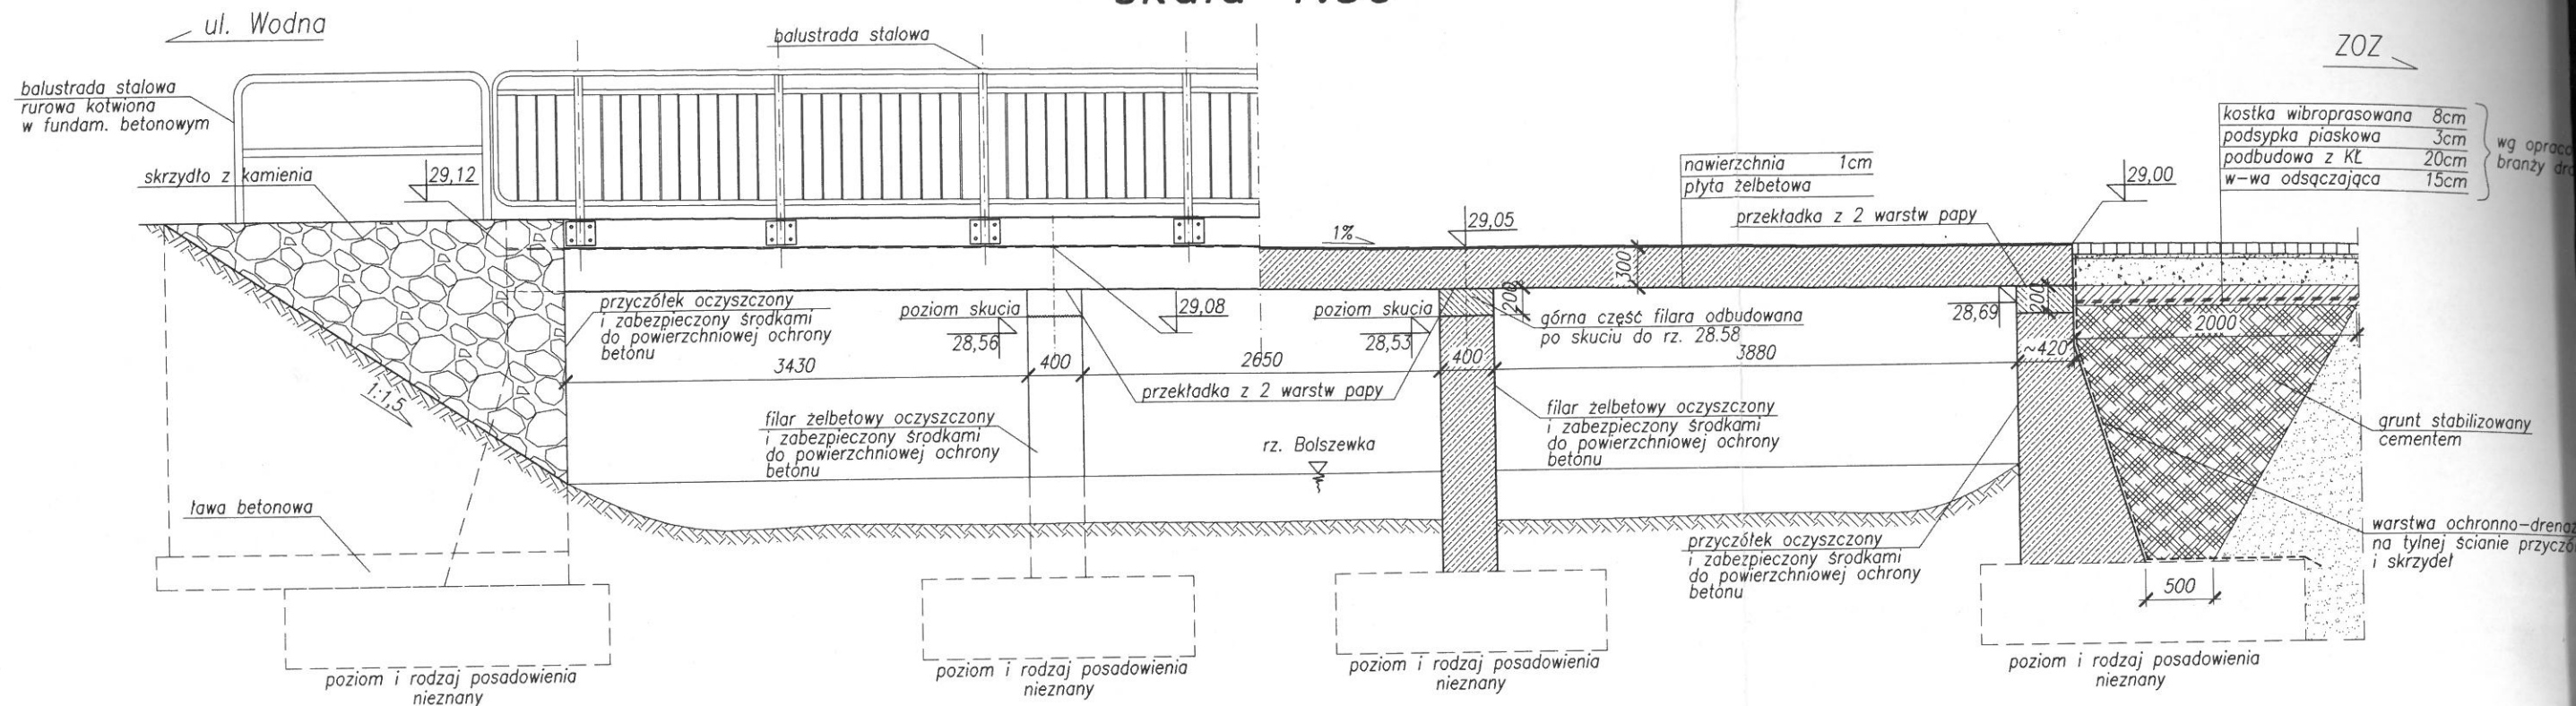 skala 1:50
ul. Wodna
balustrada stalowa
ZOZ
balustrada stalowa
rurowa kotwiona
w fundam. betonowym
kostka wibroprasowana 8cm
podsypka piaskowa 3cm
podbudowa z KŁ 20cm
w-wa odsączająca 15cm
wg
branży
nawierzchnia 1cm
płyta żelbetowa
skrzydło z kamienia
29,12
29,00
przekładka z 2 warstw papy
29,05
1%
300
przyczółek oczyszczony
i zabezpieczony środkami
do powierzchniowej ochrony
betonu
poziom skucia
28,56
29,08
poziom skucia
28,53
200
górna część filara odbudowana
po skuciu do rz. 28.58
28,69
200
2000
3430
400
2650
400
3880
~420
przekładka z 2 warstw papy
1:1,5
filar żelbetowy oczyszczony
i zabezpieczony środkami
do powierzchniowej ochrony
betonu
rz. Bolszewka
filar żelbetowy oczyszczony
i zabezpieczony środkami
do powierzchniowej ochrony
betonu
grunt stabilizowany
cementem
ława betonowa
przyczółek oczyszczony
i zabezpieczony środkami
do powierzchniowej ochrony
betonu
warstwa
na tylnej ścianie
i skrzydeł
500
poziom i rodzaj posadowienia
nieznany
poziom i rodzaj posadowienia
nieznany
poziom i rodzaj posadowienia
nieznany
poziom i rodzaj posadowienia
nieznany